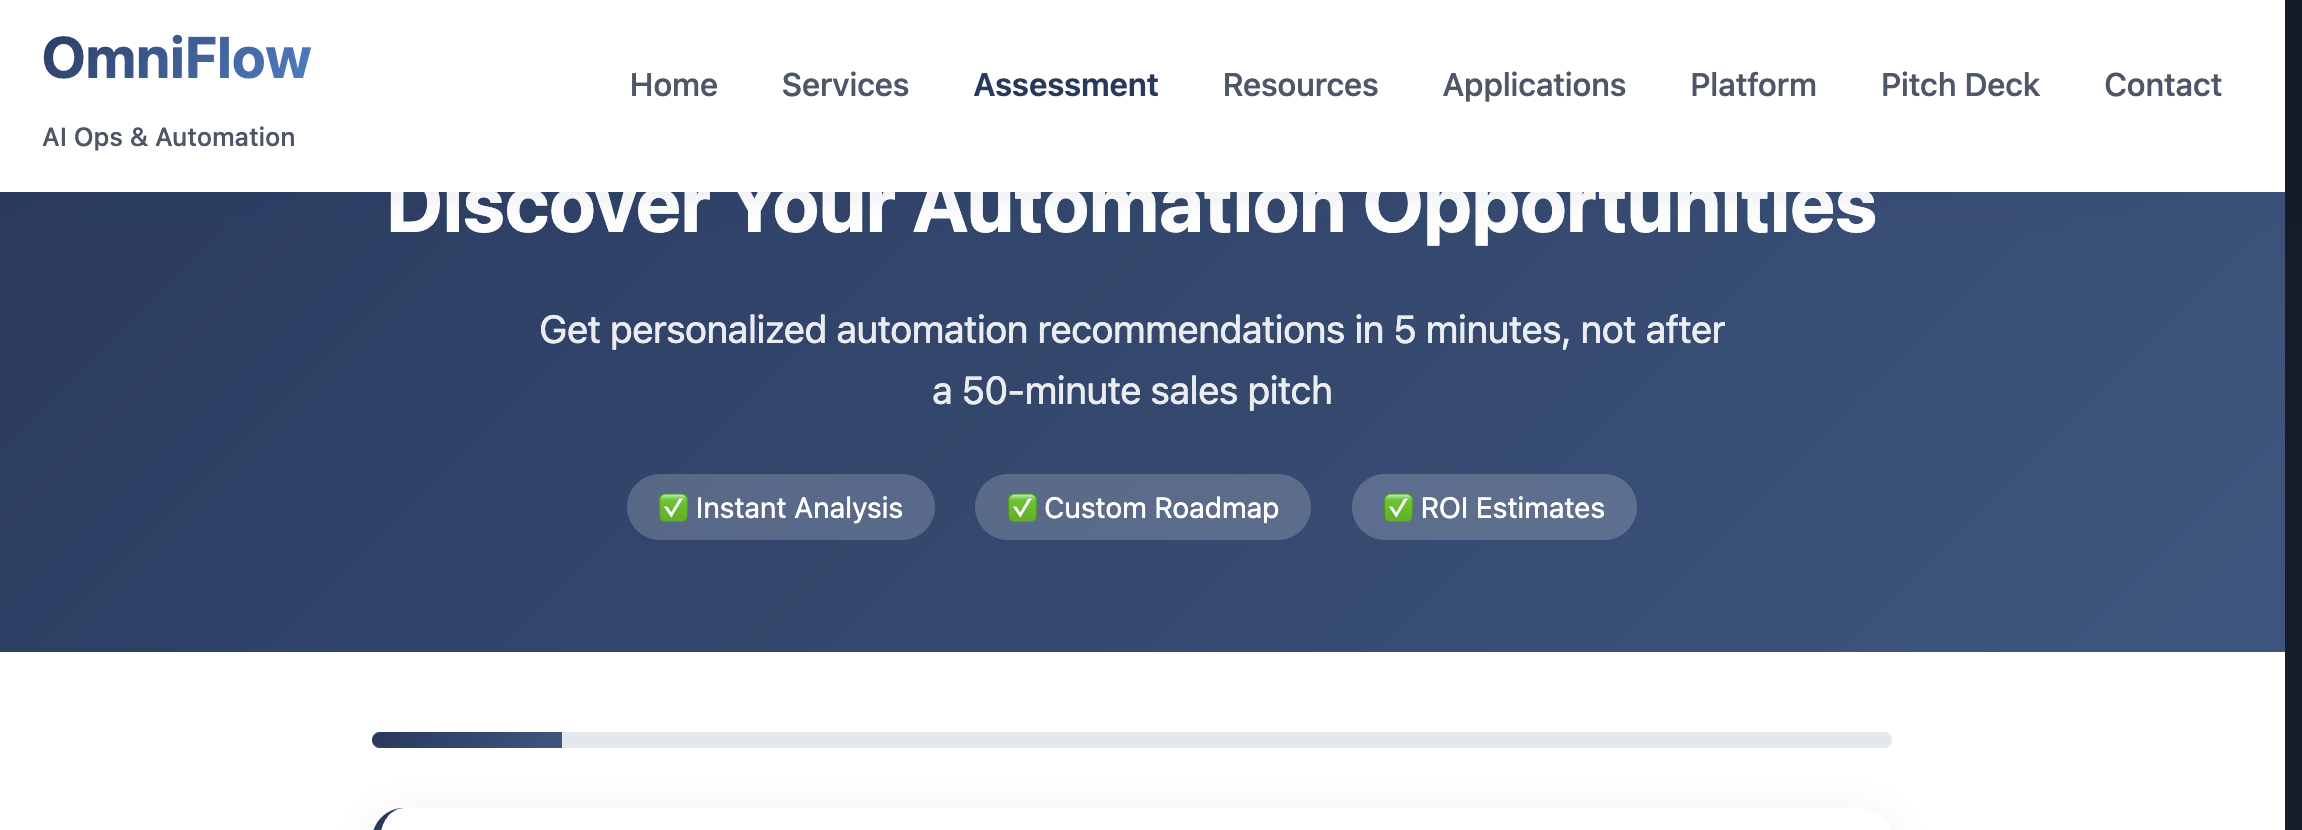 OmniFlow
AI Ops & Automation
Home Services Assessment Resources Applications Platform Pitch Deck Contact
Discover Your Automation Opportunities
Get personalized automation recommendations in 5 minutes, not after
a 50-minute sales pitch
✅ Instant Analysis ✅ Custom Roadmap ✅ ROI Estimates